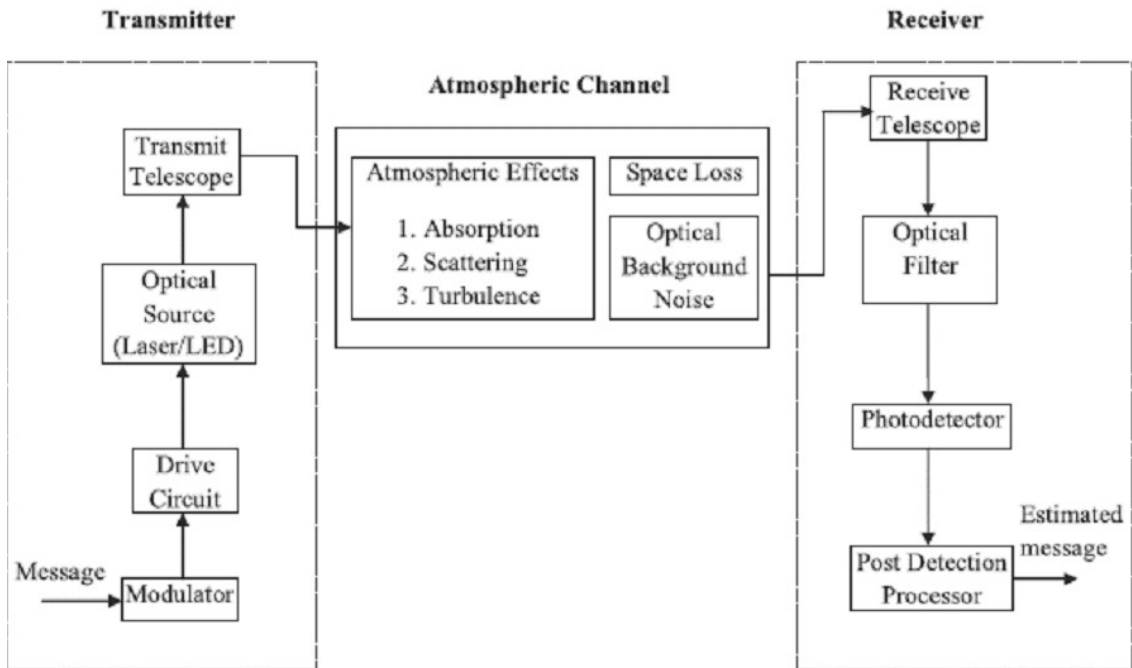 Transmitter
Transmit
Telescope
Optical
Source
(Laser/LED)
Drive
Circuit
Message
Modulator
Atmospheric Channel
Atmospheric Effects
1. Absorption
2. Scattering
3. Turbulence
Space Loss
Optical
Background
Noise
Receiver
Receive
Telescope
Optical
Filter
Photodetector
Post Detection
Processor
Estimated
message